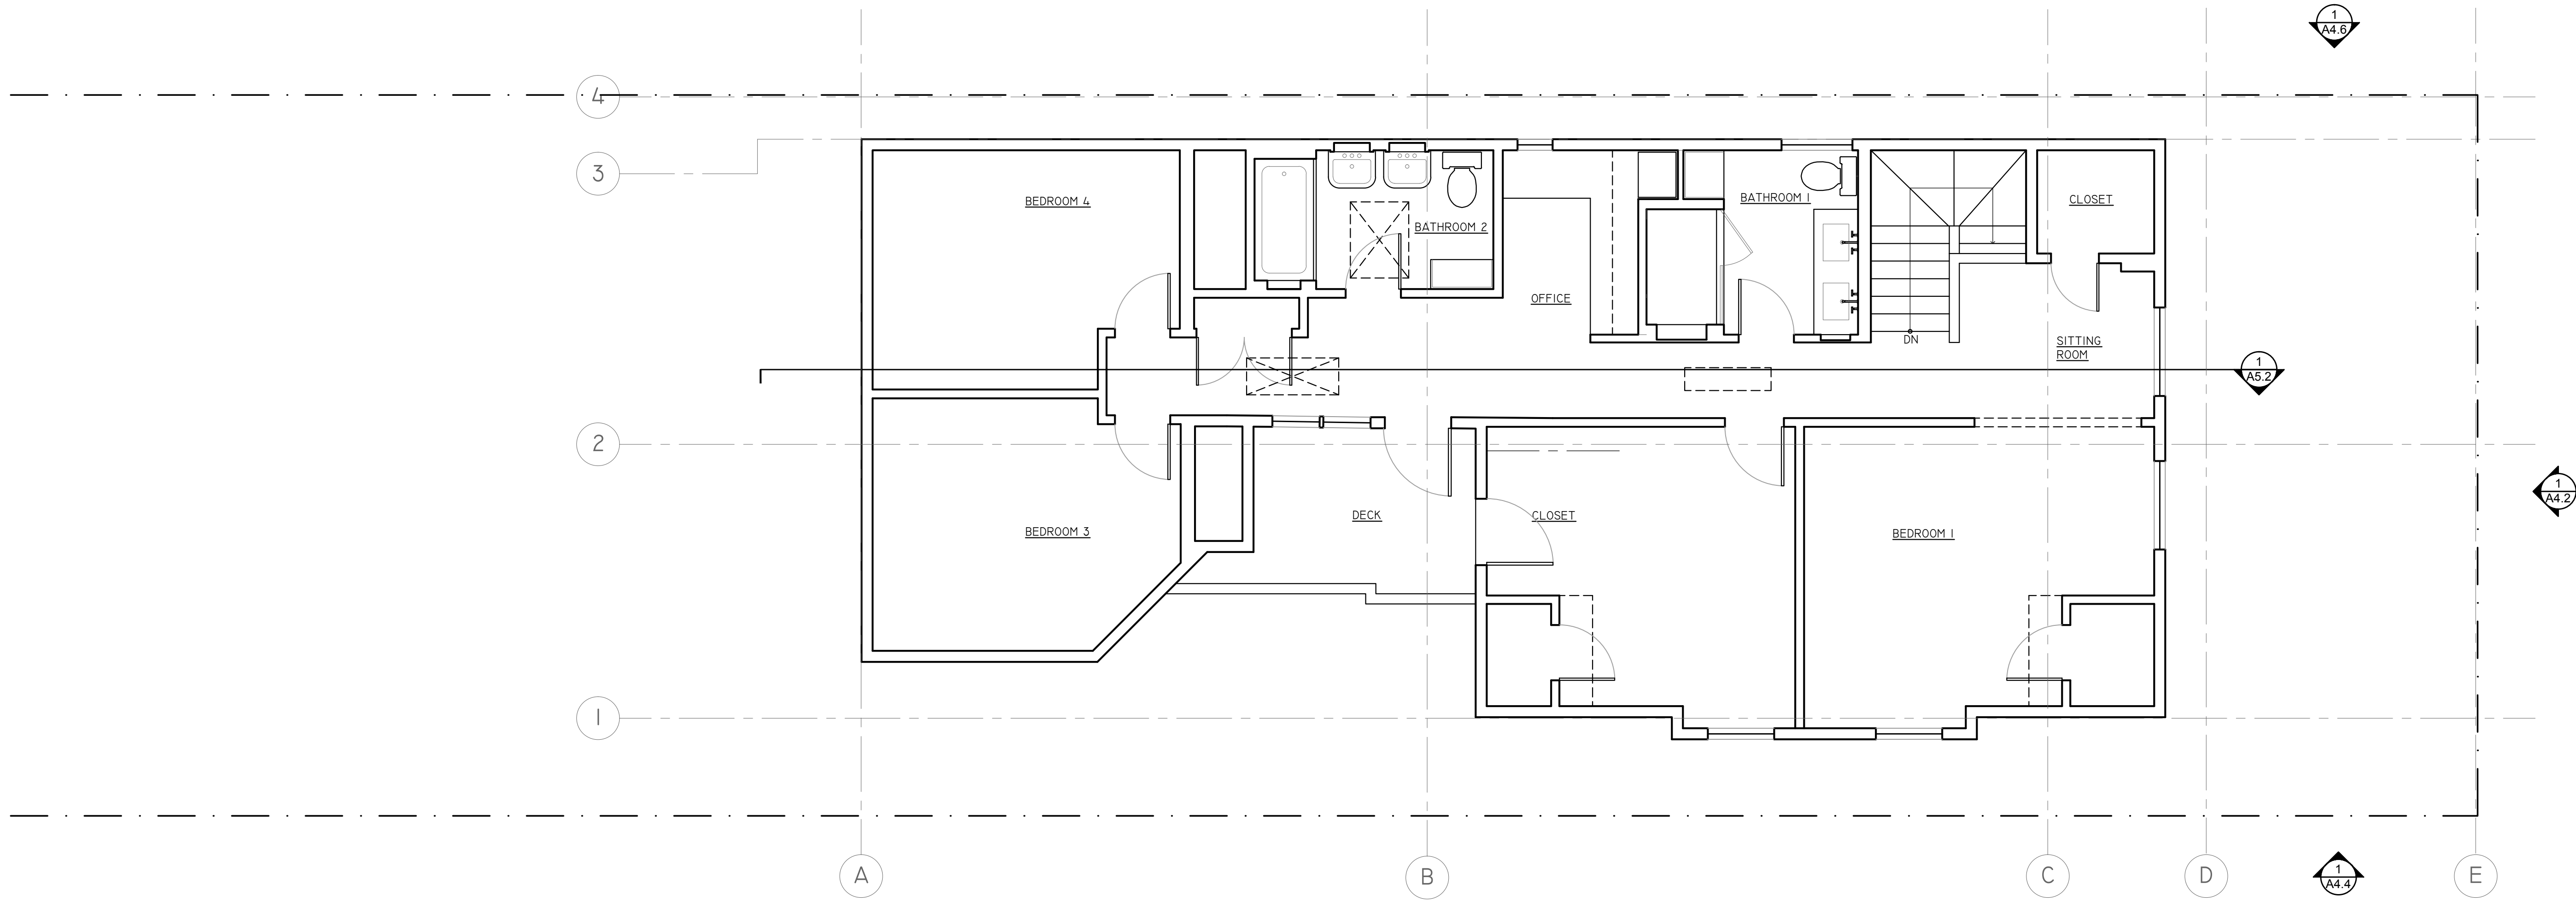 1
A4.6
4
3
BEDROOM 4
BATHROOM 1
CLOSET
BATHROOM 2
OFFICE
DN
SITTING
ROOM
1
A5.2
2
1
A4.2
DECK
CLOSET
BEDROOM 3
BEDROOM 1
1
A
B
C
D
E
1
A4.4